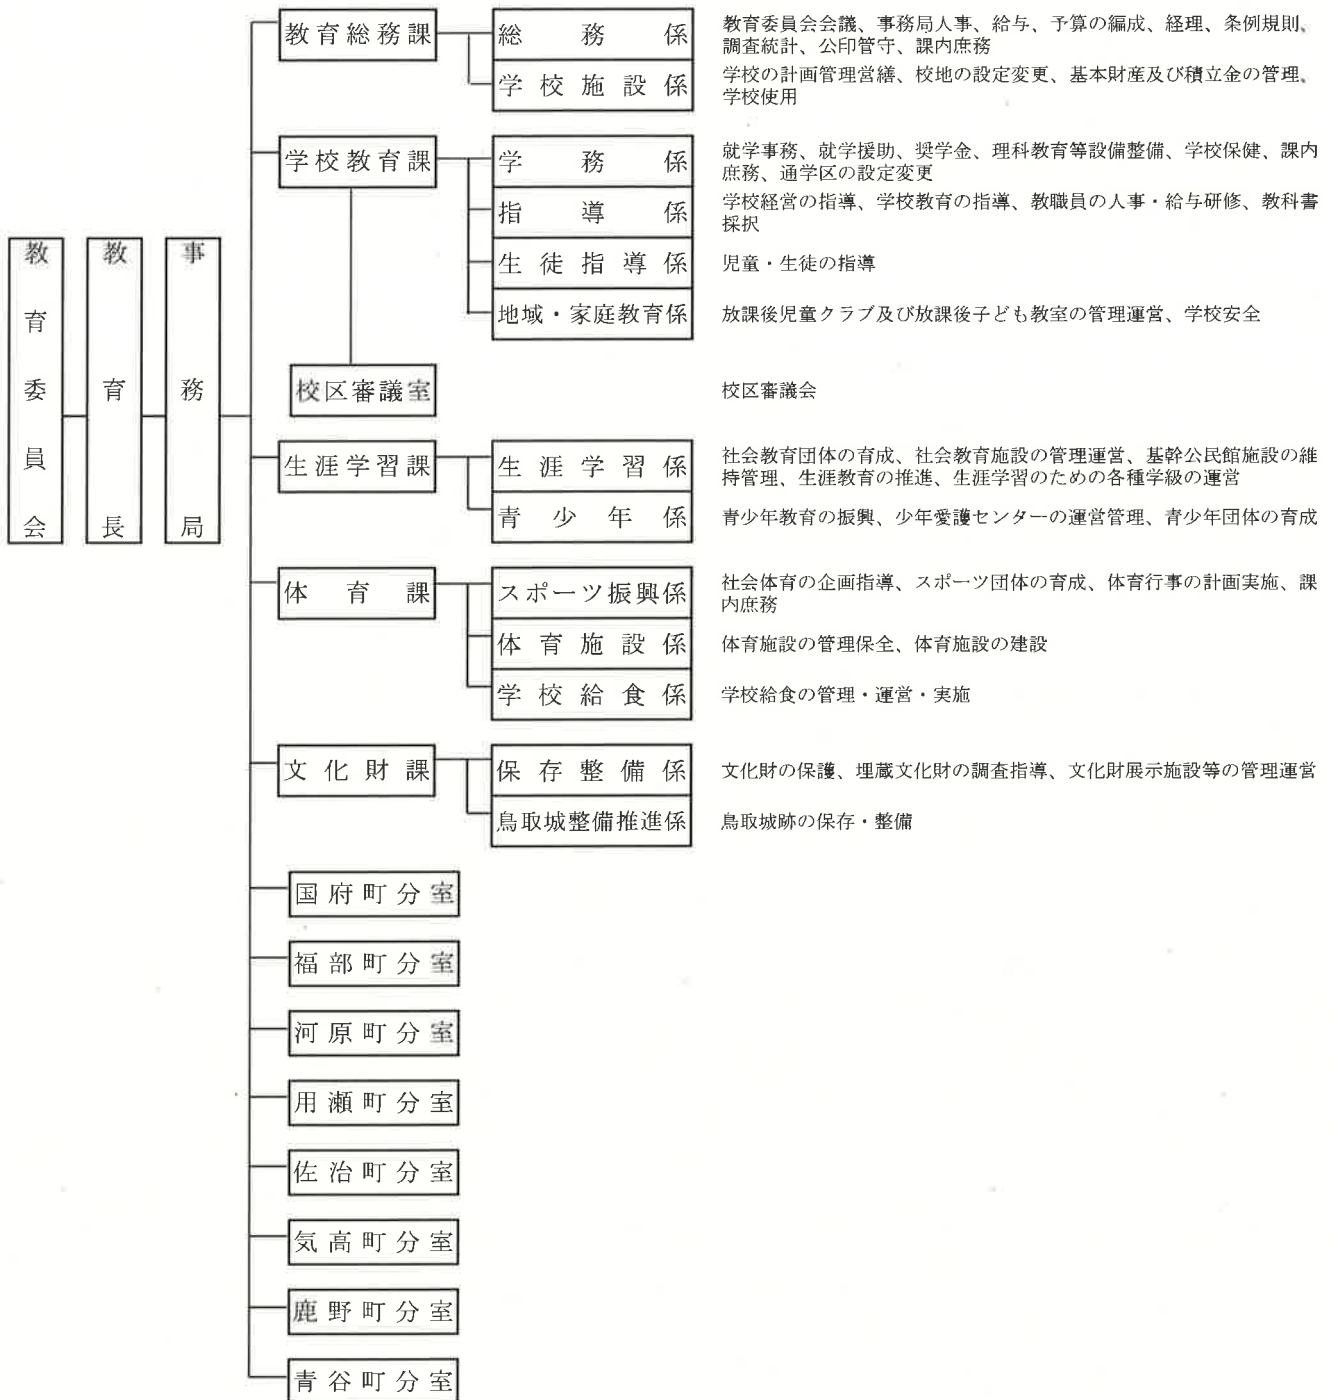 教育委員会
教育長
事務局
教育総務課
総務係
教育委員会会議、事務局人事、給与、予算の編成、経理、条例規則、
調査統計、公印管守、課内庶務
学校施設係
学校の計画管理営繕、校地の設定変更、基本財産及び積立金の管理、
学校使用
学校教育課
学務係
就学事務、就学援助、奨学金、理科教育等設備整備、学校保健、課内
庶務、通学区の設定変更
指導係
学校経営の指導、学校教育の指導、教職員の人事・給与研修、教科書
採択
生徒指導係
児童・生徒の指導
地域・家庭教育係
放課後児童クラブ及び放課後子ども教室の管理運営、学校安全
校区審議室
校区審議会
生涯学習課
生涯学習係
社会教育団体の育成、社会教育施設の管理運営、基幹公民館施設の維
持管理、生涯教育の推進、生涯学習のための各種学級の運営
青少年係
青少年教育の振興、少年愛護センターの運営管理、青少年団体の育成
体育課
スポーツ振興係
社会体育の企画指導、スポーツ団体の育成、体育行事の計画実施、課
内庶務
体育施設係
体育施設の管理保全、体育施設の建設
学校給食係
学校給食の管理・運営・実施
文化財課
保存整備係
文化財の保護、埋蔵文化財の調査指導、文化財展示施設等の管理運営
鳥取城整備推進係
鳥取城跡の保存・整備
国府町分室
福部町分室
河原町分室
用瀬町分室
佐治町分室
気高町分室
鹿野町分室
青谷町分室